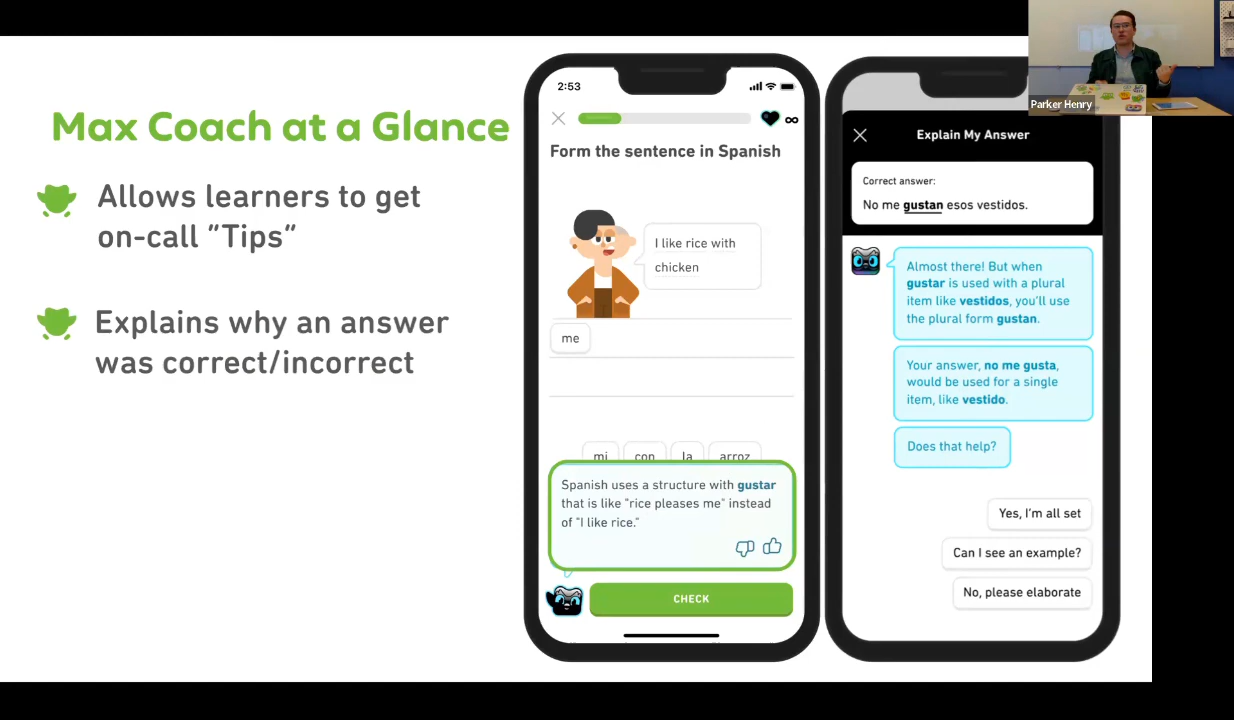 Max Coach at a Glance
Allows learners to get
on-call "Tips"
Explains why an answer
was correct/incorrect
2:53
Form the sentence in Spanish
I like rice with
chicken
me
mi con la arroz
Spanish uses a structure with gustar
that is like "rice pleases me" instead
of "I like rice."
CHECK
Parker Henry
Explain My Answer
Correct answer:
No me gustan esos vestidos.
Almost there! But when
gustar is used with a plural
item like vestidos, you'll use
the plural form gustan.
Your answer, no me gusta,
would be used for a single
item, like vestido.
Does that help?
Yes, I'm all set
Can I see an example?
No, please elaborate